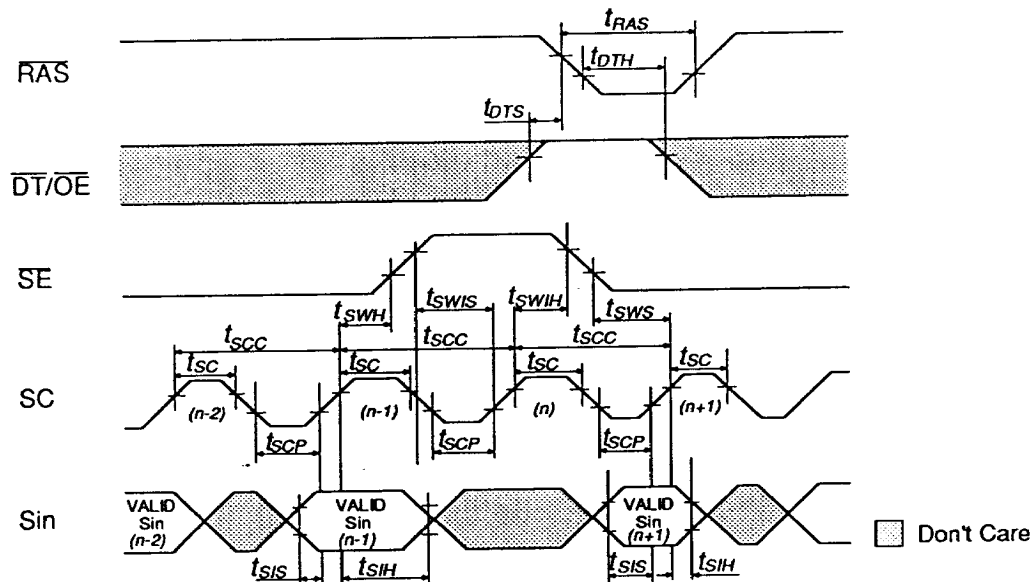 tRAS
RAS
tDTH
tDTS
DT/OE
SE
tSWH
tSWIS
tSWIH
tSWS
tSCC
tSCC
tSCC
tSC
tSC
tSC
tSC
SC
(n-2)
(n-1)
(n)
(n+1)
tSCP
tSCP
tSCP
Sin
VALID
Sin
(n-2)
VALID
Sin
(n-1)
VALID
Sin
(n+1)
Don't Care
tSIS
tSIH
tSIS
tSIH